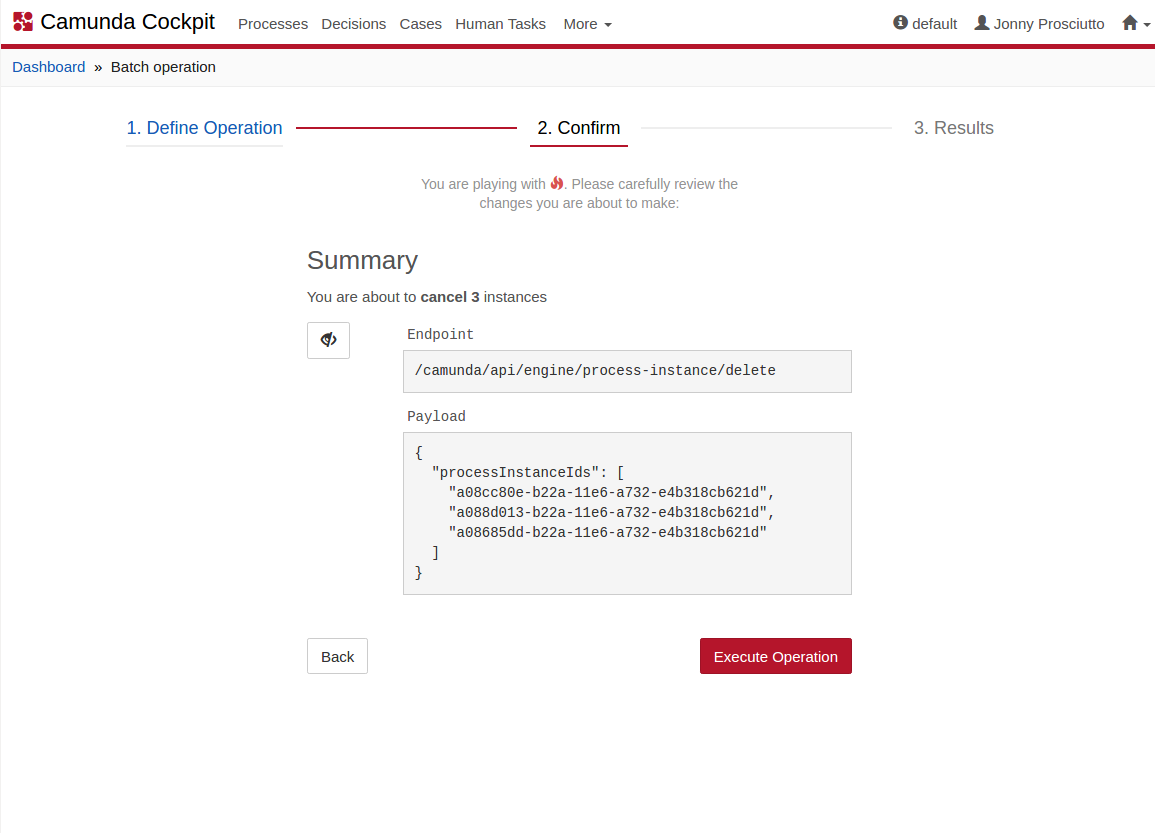 Camunda Cockpit Processes Decisions Cases Human Tasks More default Jonny Prosciutto
Dashboard » Batch operation
1. Define Operation 2. Confirm 3. Results
You are playing with . Please carefully review the
changes you are about to make:
Summary
You are about to cancel 3 instances
Endpoint
/camunda/api/engine/process-instance/delete
Payload
{
  "processInstanceIds": [
    "a08cc80e-b22a-11e6-a732-e4b318cb621d",
    "a088d013-b22a-11e6-a732-e4b318cb621d",
    "a08685dd-b22a-11e6-a732-e4b318cb621d"
  ]
}
Back Execute Operation